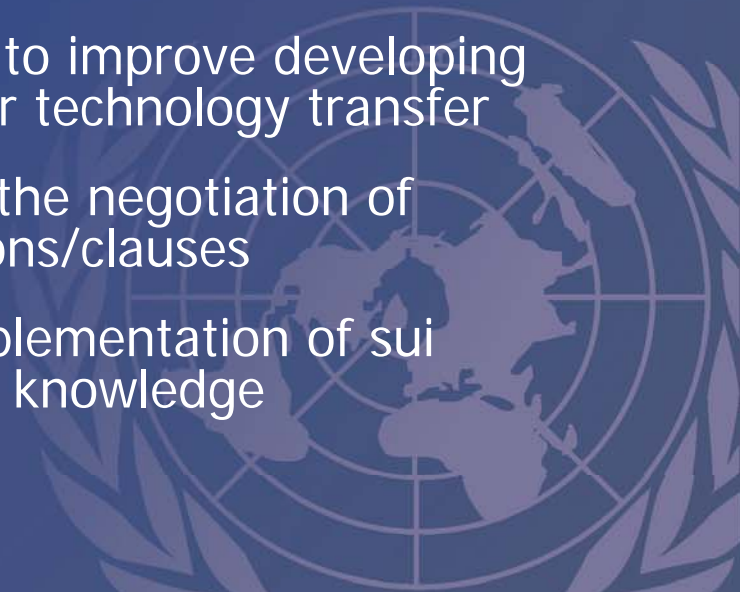 to improve developing
r technology transfer
the negotiation of
ons/clauses
plementation of sui
knowledge